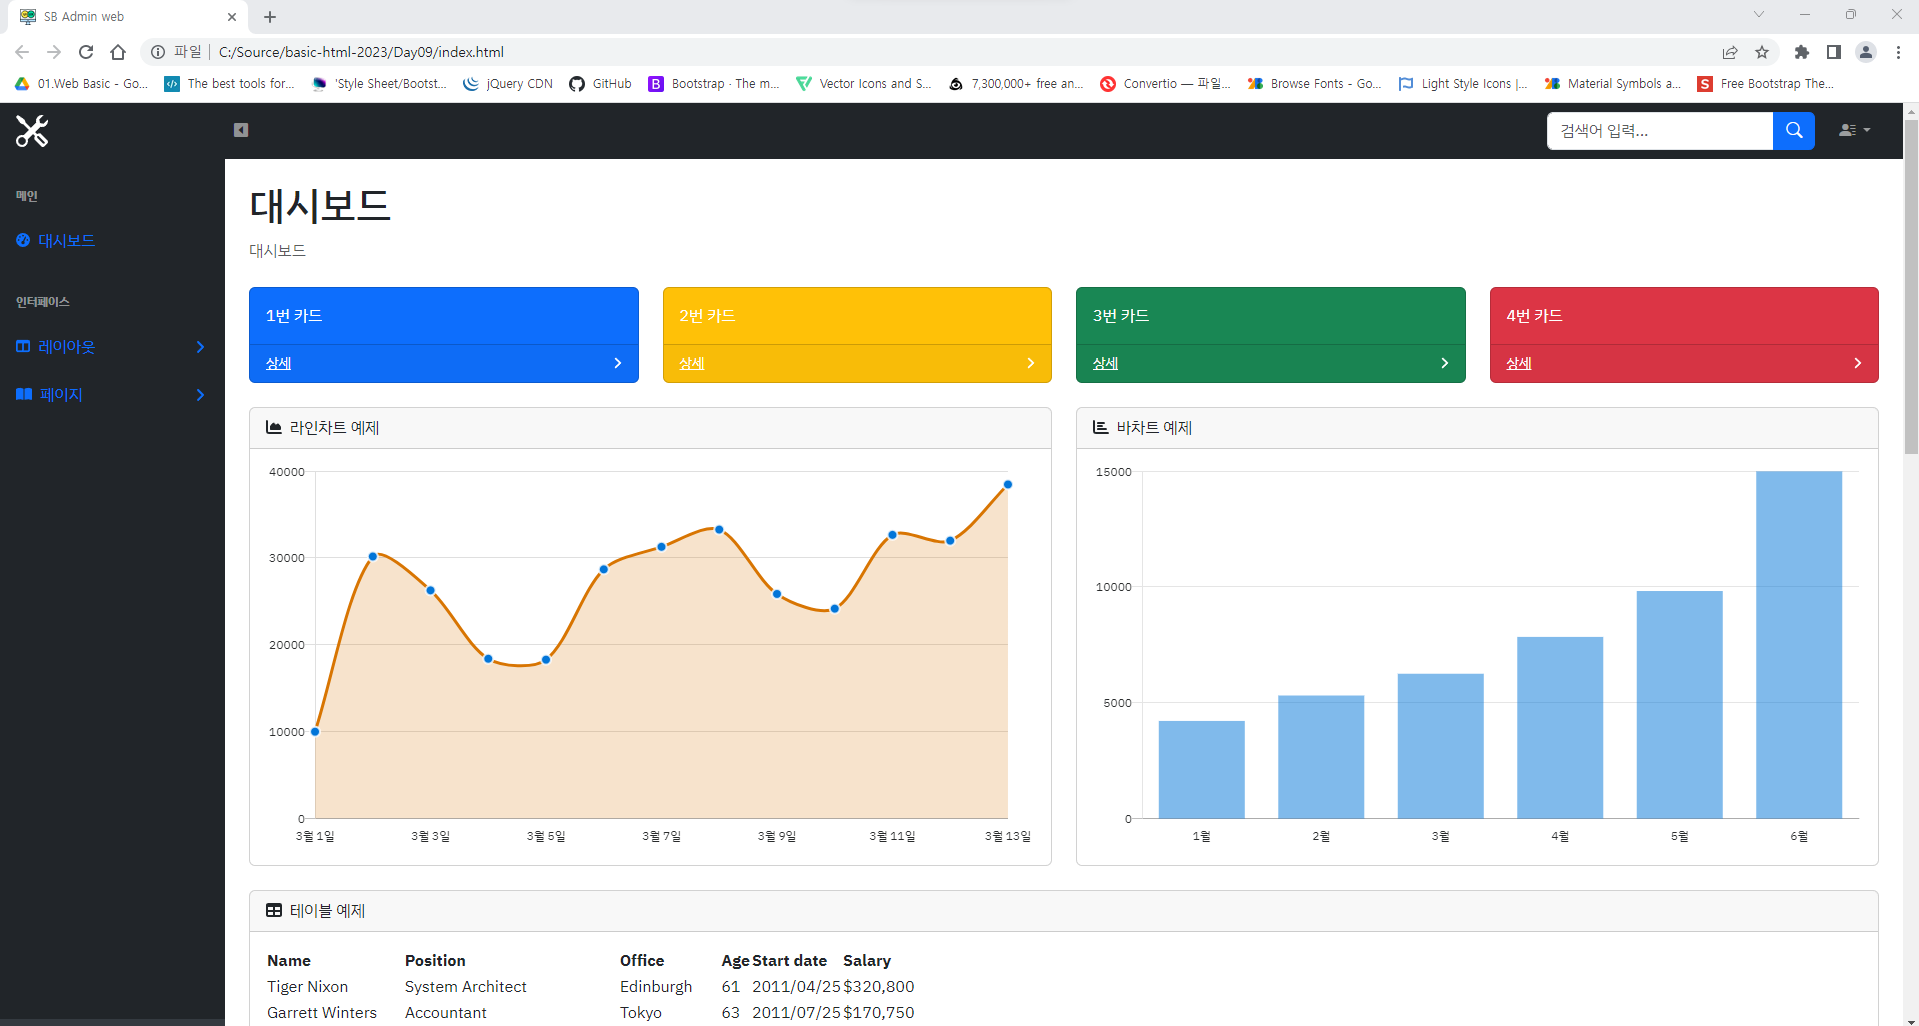 SB Admin web
파일 C:/Source/basic-html-2023/Day09/index.html
01.Web Basic - Go... The best tools for... 'Style Sheet/Bootst... jQuery CDN GitHub Bootstrap · The m... Vector Icons and S... 7,300,000+ free an... Convertio — 파일... Browse Fonts - Go... Light Style Icons |... Material Symbols a... Free Bootstrap The...
검색어 입력...
메인
대시보드
인터페이스
레이아웃
페이지
대시보드
대시보드
1번 카드
상세
2번 카드
상세
3번 카드
상세
4번 카드
상세
라인차트 예제
40000
30000
20000
10000
0
3월 1일 3월 3일 3월 5일 3월 7일 3월 9일 3월 11일 3월 13일
바차트 예제
15000
10000
5000
0
1월 2월 3월 4월 5월 6월
테이블 예제
Name Position Office Age Start date Salary
Tiger Nixon System Architect Edinburgh 61 2011/04/25 $320,800
Garrett Winters Accountant Tokyo 63 2011/07/25 $170,750